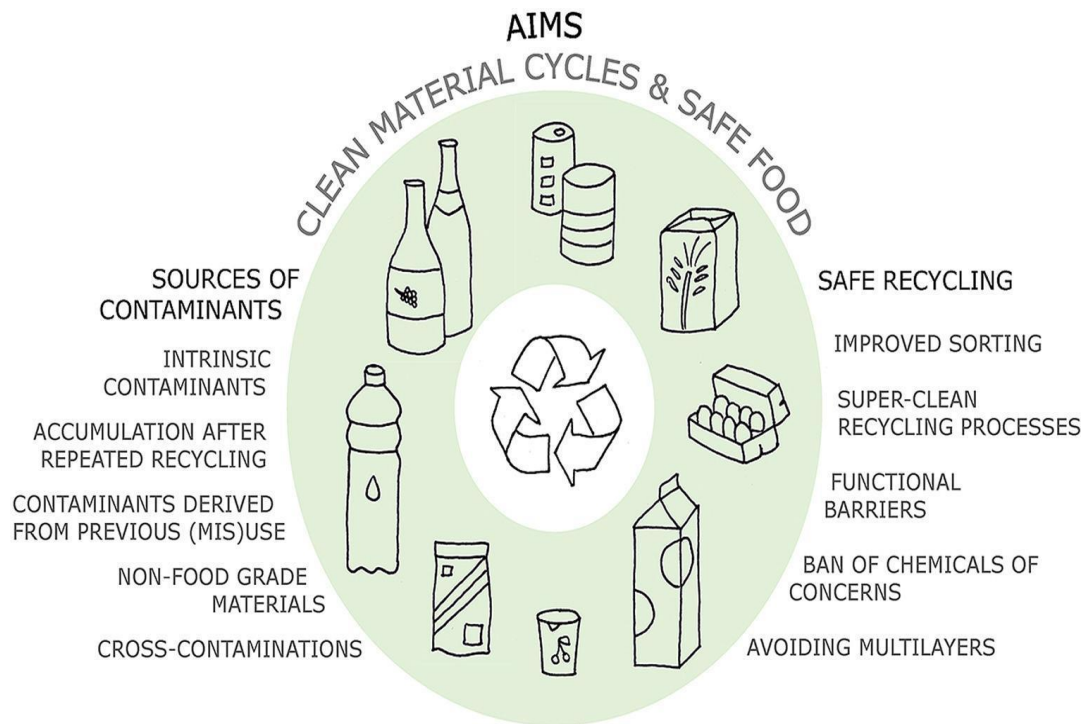 AIMS
CLEAN MATERIAL CYCLES & SAFE FOOD
SOURCES OF
CONTAMINANTS
INTRINSIC
CONTAMINANTS
ACCUMULATION AFTER
REPEATED RECYCLING
CONTAMINANTS DERIVED
FROM PREVIOUS (MIS)USE
NON-FOOD GRADE
MATERIALS
CROSS-CONTAMINATIONS
SAFE RECYCLING
IMPROVED SORTING
SUPER-CLEAN
RECYCLING PROCESSES
FUNCTIONAL
BARRIERS
BAN OF CHEMICALS OF
CONCERNS
AVOIDING MULTILAYERS